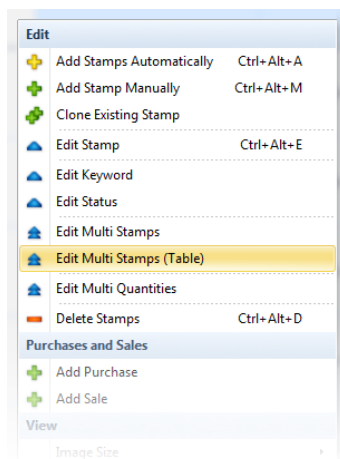 Edit
Add Stamps Automatically Ctrl+Alt+A
Add Stamp Manually Ctrl+Alt+M
Clone Existing Stamp
Edit Stamp Ctrl+Alt+E
Edit Keyword
Edit Status
Edit Multi Stamps
Edit Multi Stamps (Table)
Edit Multi Quantities
Delete Stamps Ctrl+Alt+D
Purchases and Sales
Add Purchase
Add Sale
View
Image Size